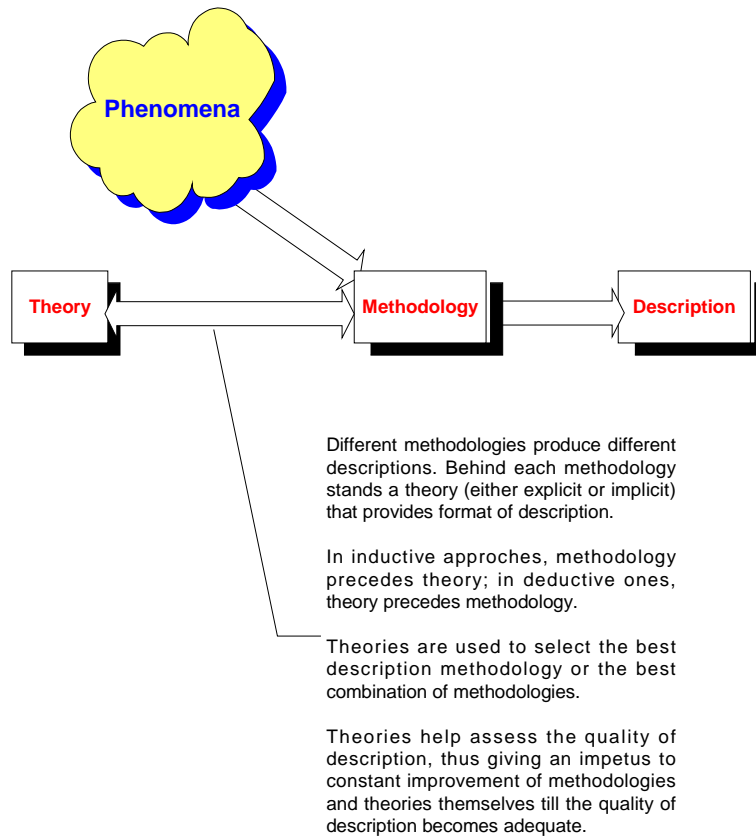 Phenomena
Theory
Methodology
Description
Different methodologies produce different
descriptions. Behind each methodology
stands a theory (either explicit or implicit)
that provides format of description.
In inductive approches, methodology
precedes theory; in deductive ones,
theory precedes methodology.
Theories are used to select the best
description methodology or the best
combination of methodologies.
Theories help assess the quality of
description, thus giving an impetus to
constant improvement of methodologies
and theories themselves till the quality of
description becomes adequate.